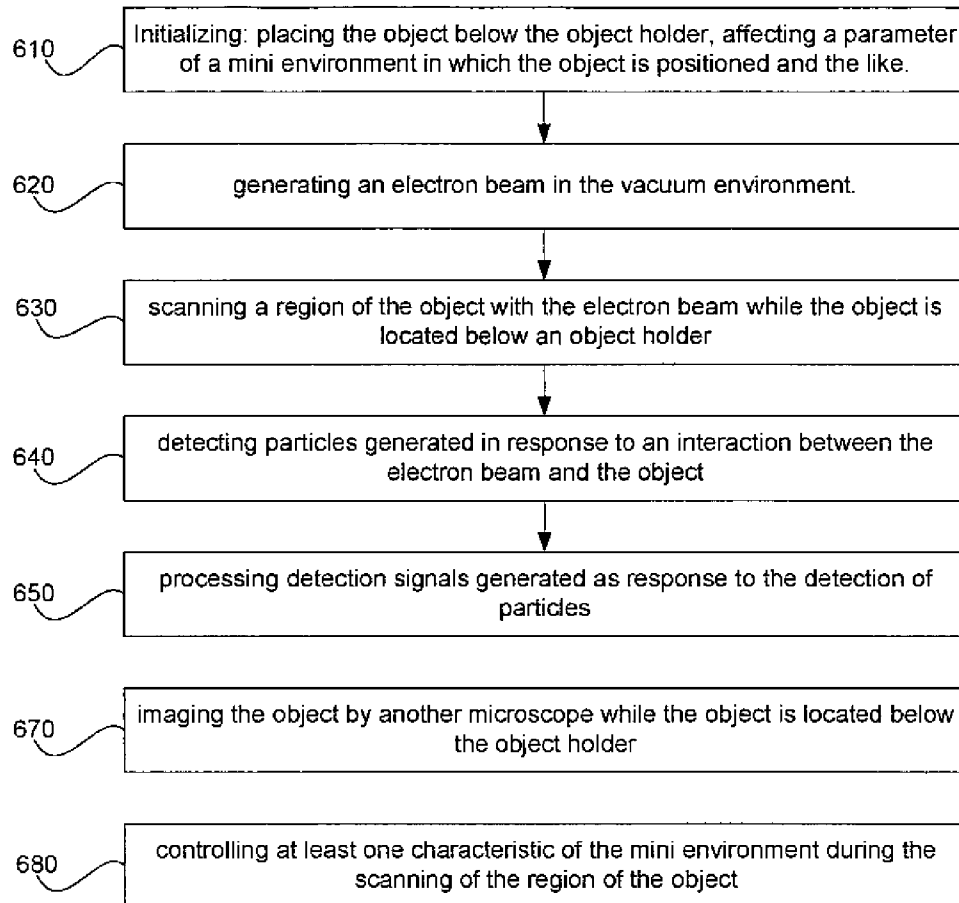 610
Initializing: placing the object below the object holder, affecting a parameter
of a mini environment in which the object is positioned and the like.
620
generating an electron beam in the vacuum environment.
630
scanning a region of the object with the electron beam while the object is
located below an object holder
640
detecting particles generated in response to an interaction between the
electron beam and the object
650
processing detection signals generated as response to the detection of
particles
670
imaging the object by another microscope while the object is located below
the object holder
680
controlling at least one characteristic of the mini environment during the
scanning of the region of the object